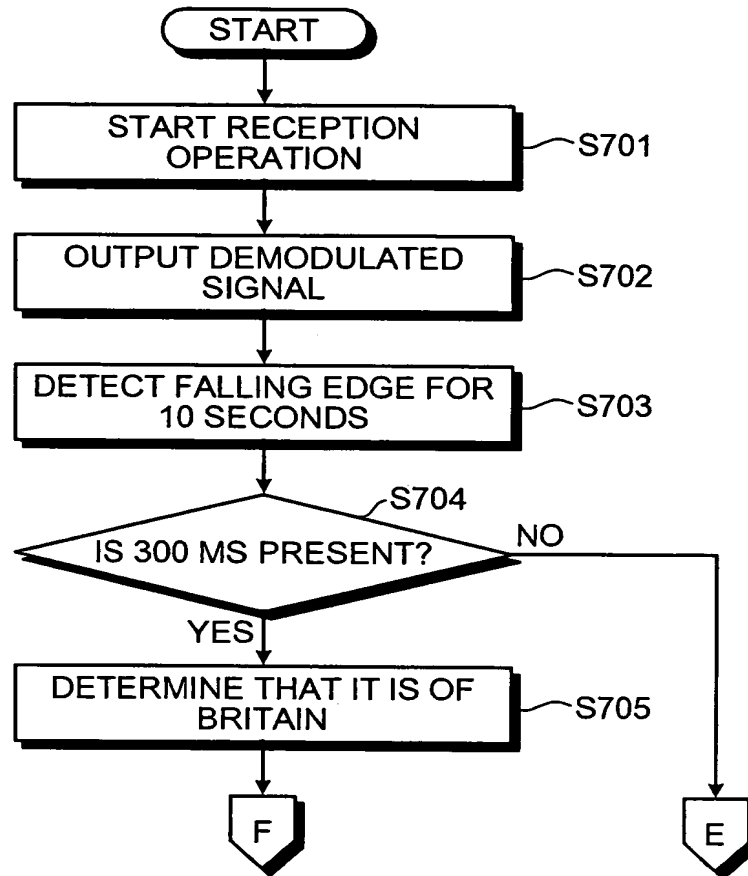 START
START RECEPTION
OPERATION
S701
OUTPUT DEMODULATED
SIGNAL
S702
DETECT FALLING EDGE FOR
10 SECONDS
S703
S704
IS 300 MS PRESENT?
NO
YES
DETERMINE THAT IT IS OF
BRITAIN
S705
F
E